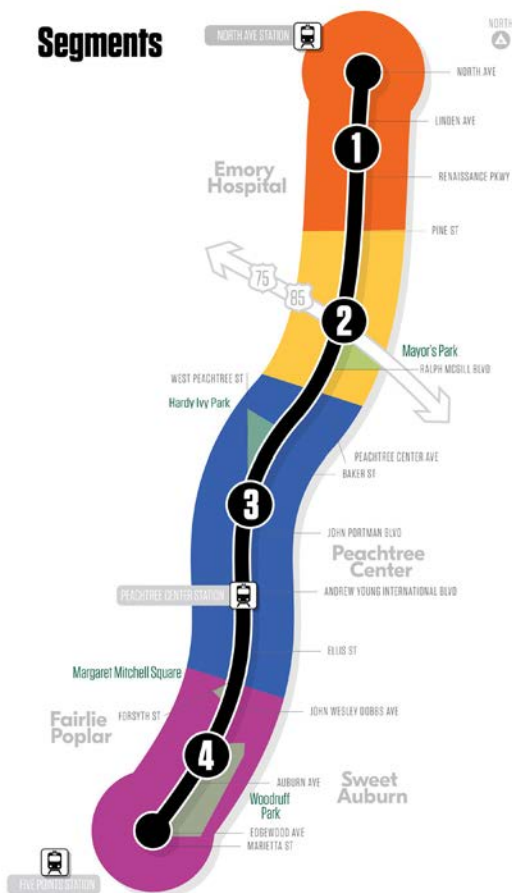 Segments
NORTH AVE STATION
NORTH
NORTH AVE
LINDEN AVE
1
Emory
Hospital
RENAISSANCE PKWY
PINE ST
75
85
2
Mayor's Park
RALPH MCGILL BLVD
WEST PEACHTREE ST
Hardy Ivy Park
PEACHTREE CENTER AVE
BAKER ST
3
JOHN PORTMAN BLVD
Peachtree
Center
PEACHTREE CENTER STATION
ANDREW YOUNG INTERNATIONAL BLVD
ELLIS ST
Margaret Mitchell Square
FORSYTH ST
JOHN WESLEY DOBBS AVE
Fairlie
Poplar
4
AUBURN AVE
Sweet
Auburn
Woodruff
Park
EDGEWOOD AVE
MARIETTA ST
FIVE POINTS STATION